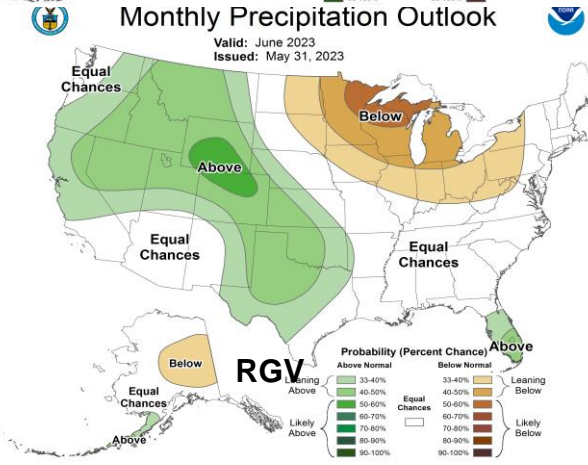 Monthly Precipitation Outlook
Valid: June 2023
Issued: May 31, 2023
Equal
Chances
Below
Above
Equal
Chances
Equal
Chances
Above
Below
Equal
Chances
Above
RGV
Probability (Percent Chance)
Above Normal
Below Normal
Leaning
Above
33-40%
40-50%
50-60%
60-70%
70-80%
80-90%
90-100%
Likely
Above
Equal
Chances
33-40%
40-50%
50-60%
60-70%
70-80%
80-90%
90-100%
Leaning
Below
Likely
Below